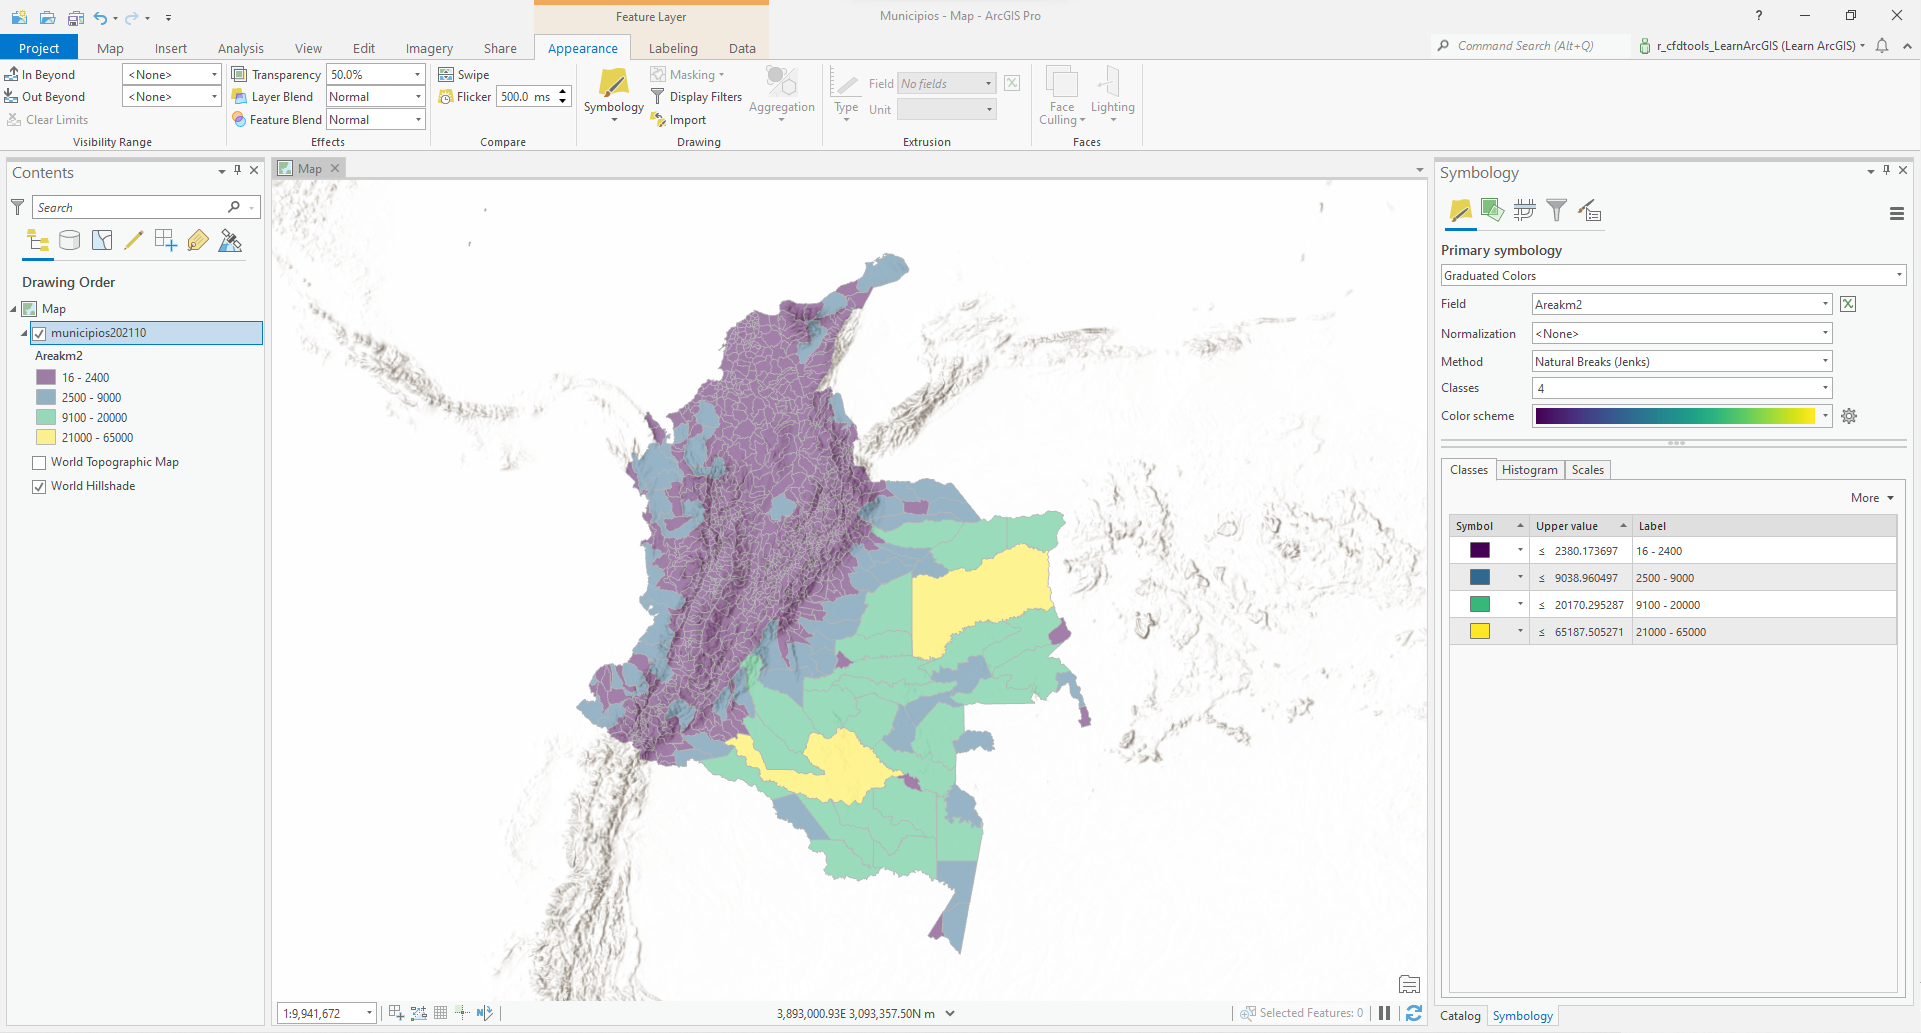 Feature Layer
Municipios - Map - ArcGIS Pro
?
Project
Map
Insert
Analysis
View
Edit
Imagery
Share
Appearance
Labeling
Data
Command Search (Alt+Q)
r_cfdtools_LearnArcGIS (Learn ArcGIS)
In Beyond
<None>
Out Beyond
<None>
Clear Limits
Visibility Range
Transparency
50.0%
Layer Blend
Normal
Feature Blend
Normal
Effects
Swipe
Flicker
500.0 ms
Compare
Symbology
Masking
Display Filters
Import
Aggregation
Drawing
Type
Field
No fields
Unit
Extrusion
Face
Culling
Lighting
Faces
Contents
Search
Drawing Order
Map
municipios202110
Areakm2
16 - 2400
2500 - 9000
9100 - 20000
21000 - 65000
World Topographic Map
World Hillshade
Map
1:9,941,672
3,893,000.93E 3,093,357.50N m
Selected Features: 0
Symbology
Primary symbology
Graduated Colors
Field
Areakm2
Normalization
<None>
Method
Natural Breaks (Jenks)
Classes
4
Color scheme
Classes
Histogram
Scales
More
Symbol
Upper value
Label
≤ 2380.173697
16 - 2400
≤ 9038.960497
2500 - 9000
≤ 20170.295287
9100 - 20000
≤ 65187.505271
21000 - 65000
Catalog
Symbology